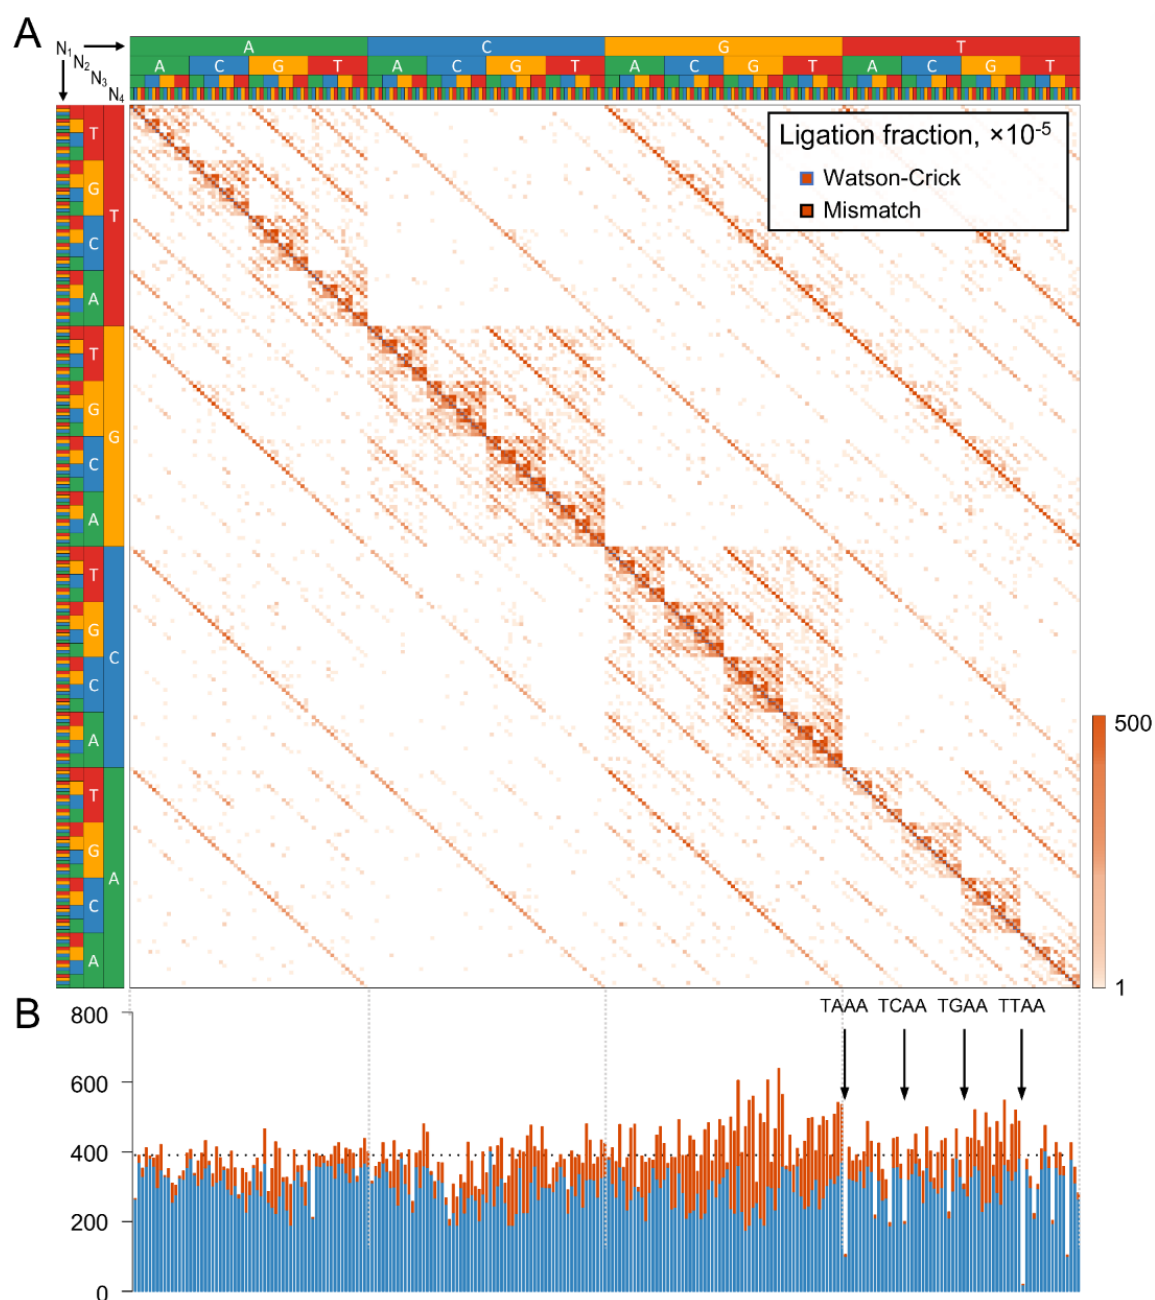 A
N1
N2
N3
N4
A C G T
A C G T A C G T A C G T A C G T
Ligation fraction, ×10-5
Watson-Crick
Mismatch
T
G
C
A
T
T
G
C
A
G
T
G
C
A
C
T
G
C
A
A
500
1
B
TAAA TCAA TGAA TTAA
800
600
400
200
0